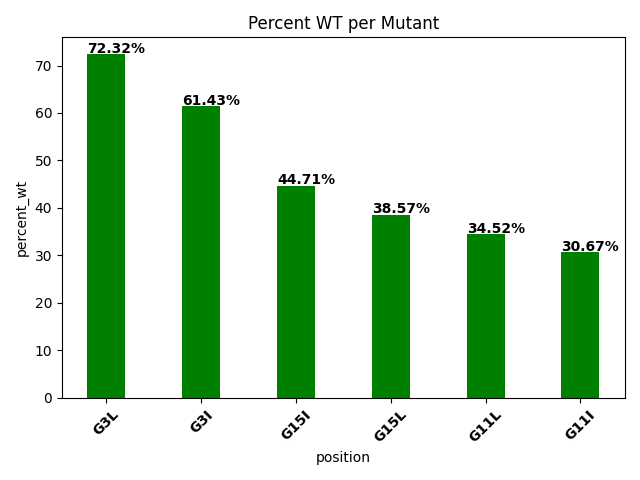 Percent WT per Mutant
72.32%
61.43%
44.71%
38.57%
34.52%
30.67%
percent_wt
70
60
50
40
30
20
10
0
G3L
G3I
G15I
G15L
G11L
G11I
position